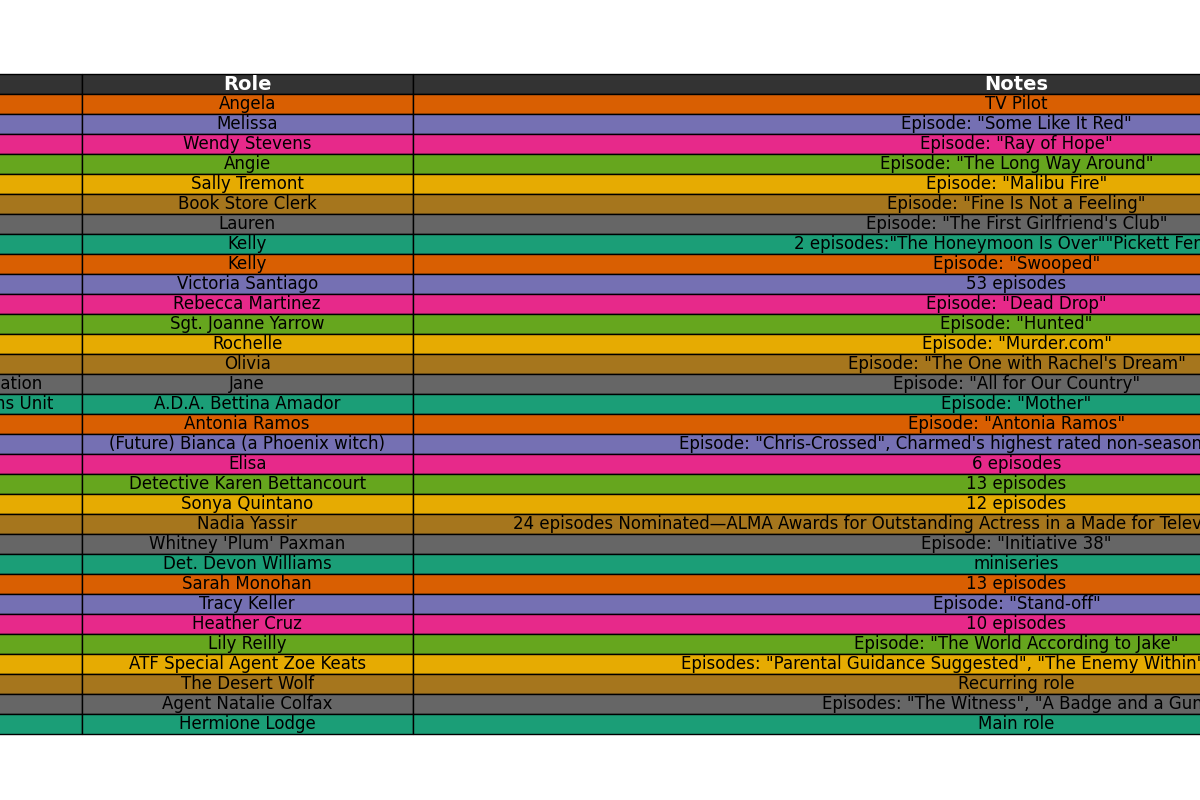 Role Notes
Angela TV Pilot
Melissa Episode: "Some Like It Red"
Wendy Stevens Episode: "Ray of Hope"
Angie Episode: "The Long Way Around"
Sally Tremont Episode: "Malibu Fire"
Book Store Clerk Episode: "Fine Is Not a Feeling"
Lauren Episode: "The First Girlfriend's Club"
Kelly 2 episodes:"The Honeymoon Is Over""Pickett Fer
Kelly Episode: "Swooped"
Victoria Santiago 53 episodes
Rebecca Martinez Episode: "Dead Drop"
Sgt. Joanne Yarrow Episode: "Hunted"
Rochelle Episode: "Murder.com"
Olivia Episode: "The One with Rachel's Dream"
ation Jane Episode: "All for Our Country"
ns Unit A.D.A. Bettina Amador Episode: "Mother"
Antonia Ramos Episode: "Antonia Ramos"
(Future) Bianca (a Phoenix witch) Episode: "Chris-Crossed", Charmed's highest rated non-season
Elisa 6 episodes
Detective Karen Bettancourt 13 episodes
Sonya Quintano 12 episodes
Nadia Yassir 24 episodes Nominated—ALMA Awards for Outstanding Actress in a Made for Telev
Whitney 'Plum' Paxman Episode: "Initiative 38"
Det. Devon Williams miniseries
Sarah Monohan 13 episodes
Tracy Keller Episode: "Stand-off"
Heather Cruz 10 episodes
Lily Reilly Episode: "The World According to Jake"
ATF Special Agent Zoe Keats Episodes: "Parental Guidance Suggested", "The Enemy Within"
The Desert Wolf Recurring role
Agent Natalie Colfax Episodes: "The Witness", "A Badge and a Gun
Hermione Lodge Main role